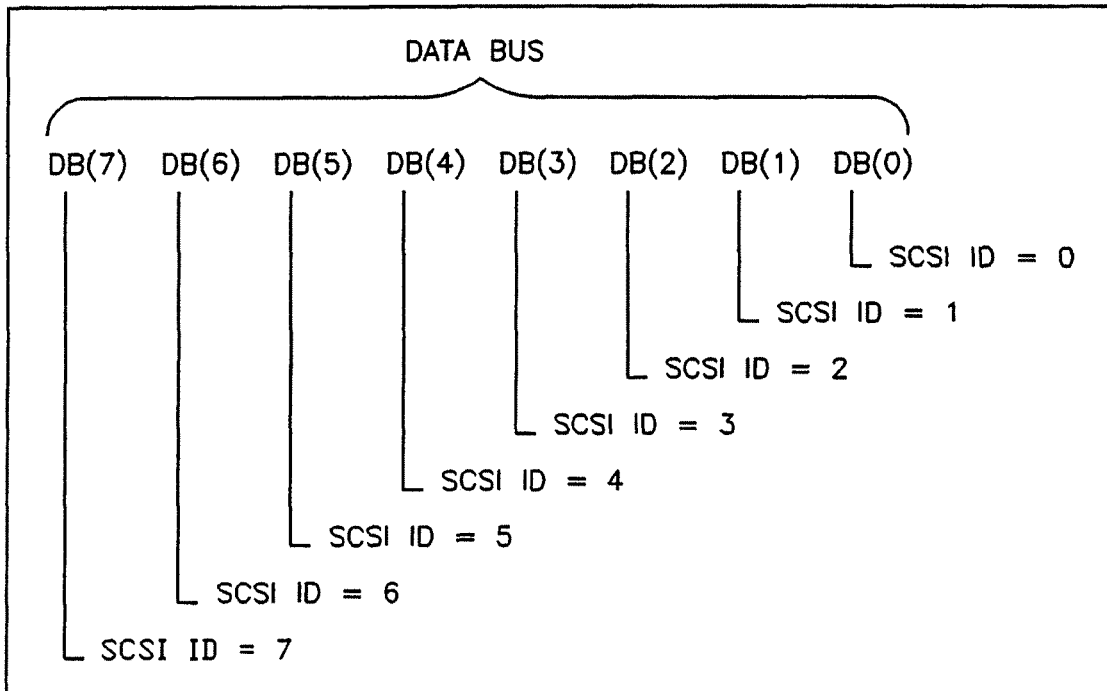 DATA BUS
DB(7) DB(6) DB(5) DB(4) DB(3) DB(2) DB(1) DB(0)
SCSI ID = 0
SCSI ID = 1
SCSI ID = 2
SCSI ID = 3
SCSI ID = 4
SCSI ID = 5
SCSI ID = 6
SCSI ID = 7